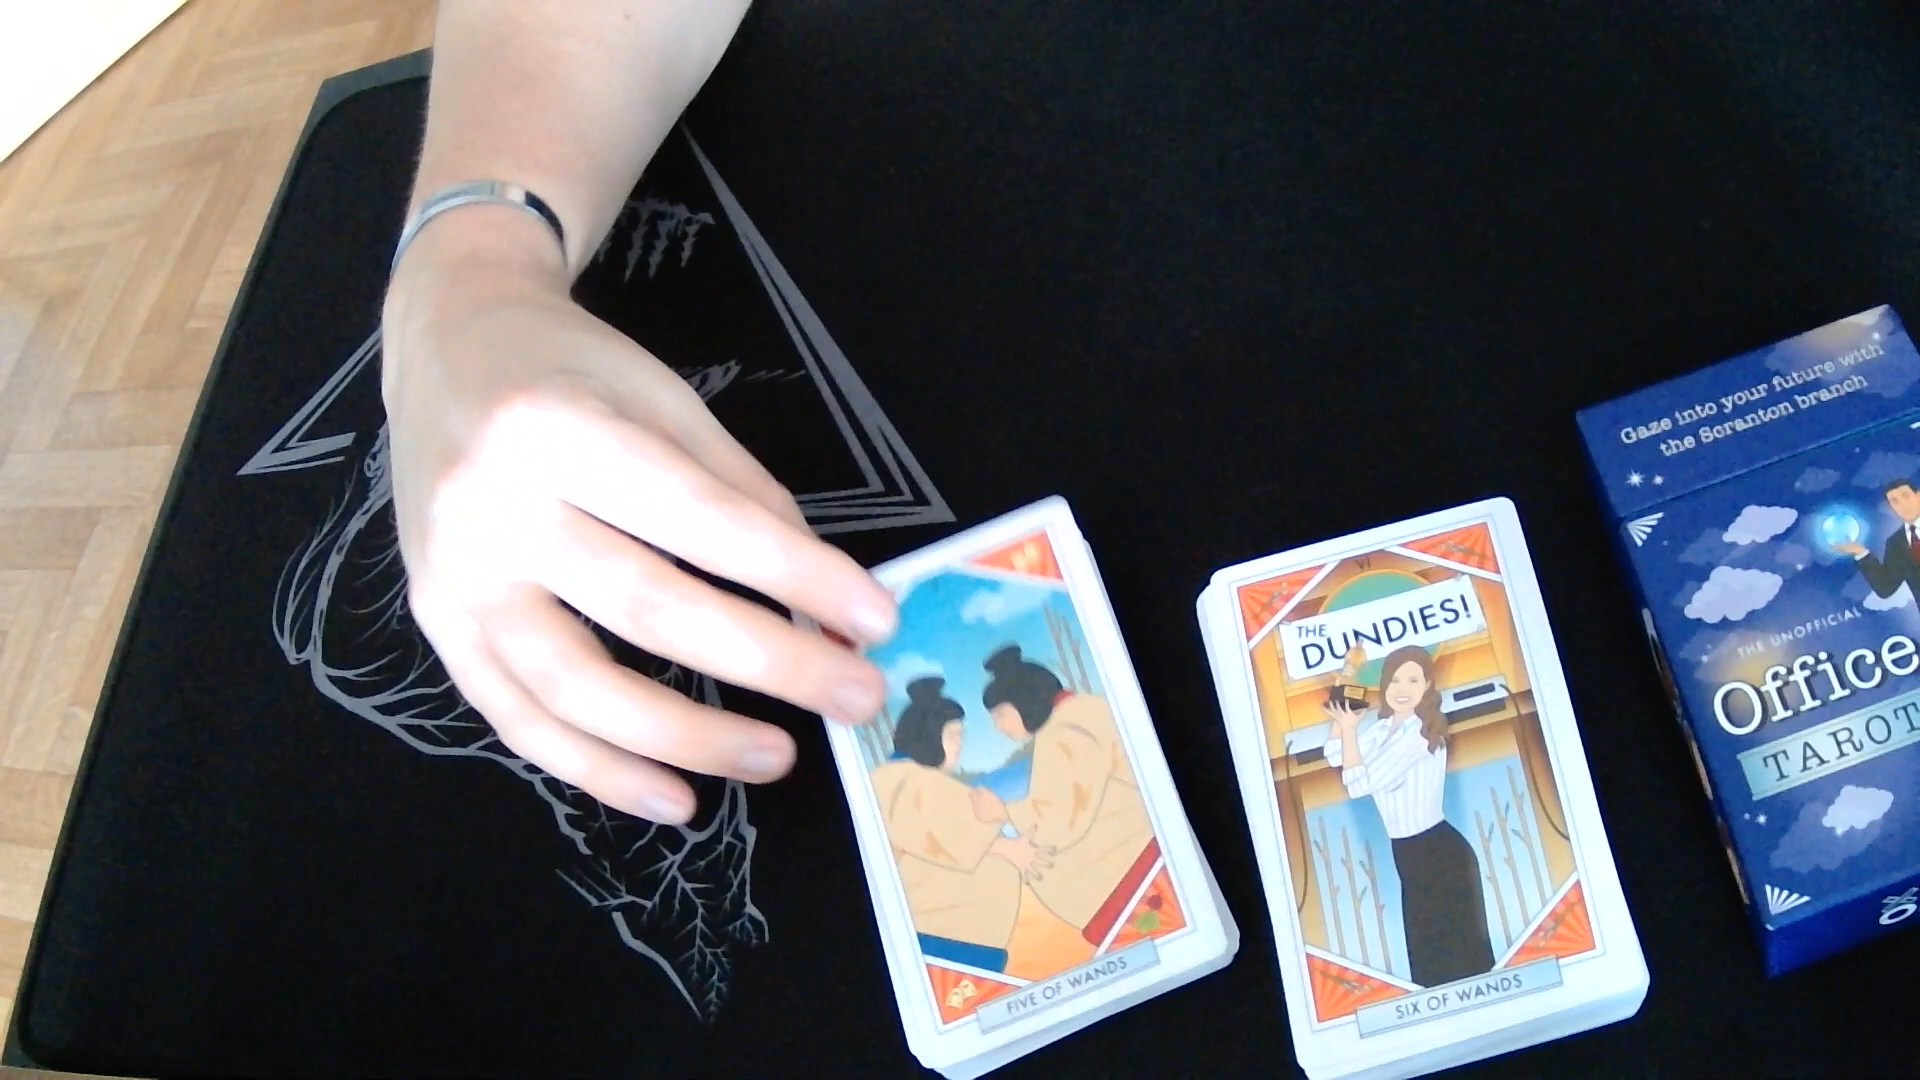 FIVE OF WANDS
VI
THE
DUNDIES!
SIX OF WANDS
Gaze into your future with
the Scranton branch
THE UNOFFICIAL
Office
TAROT